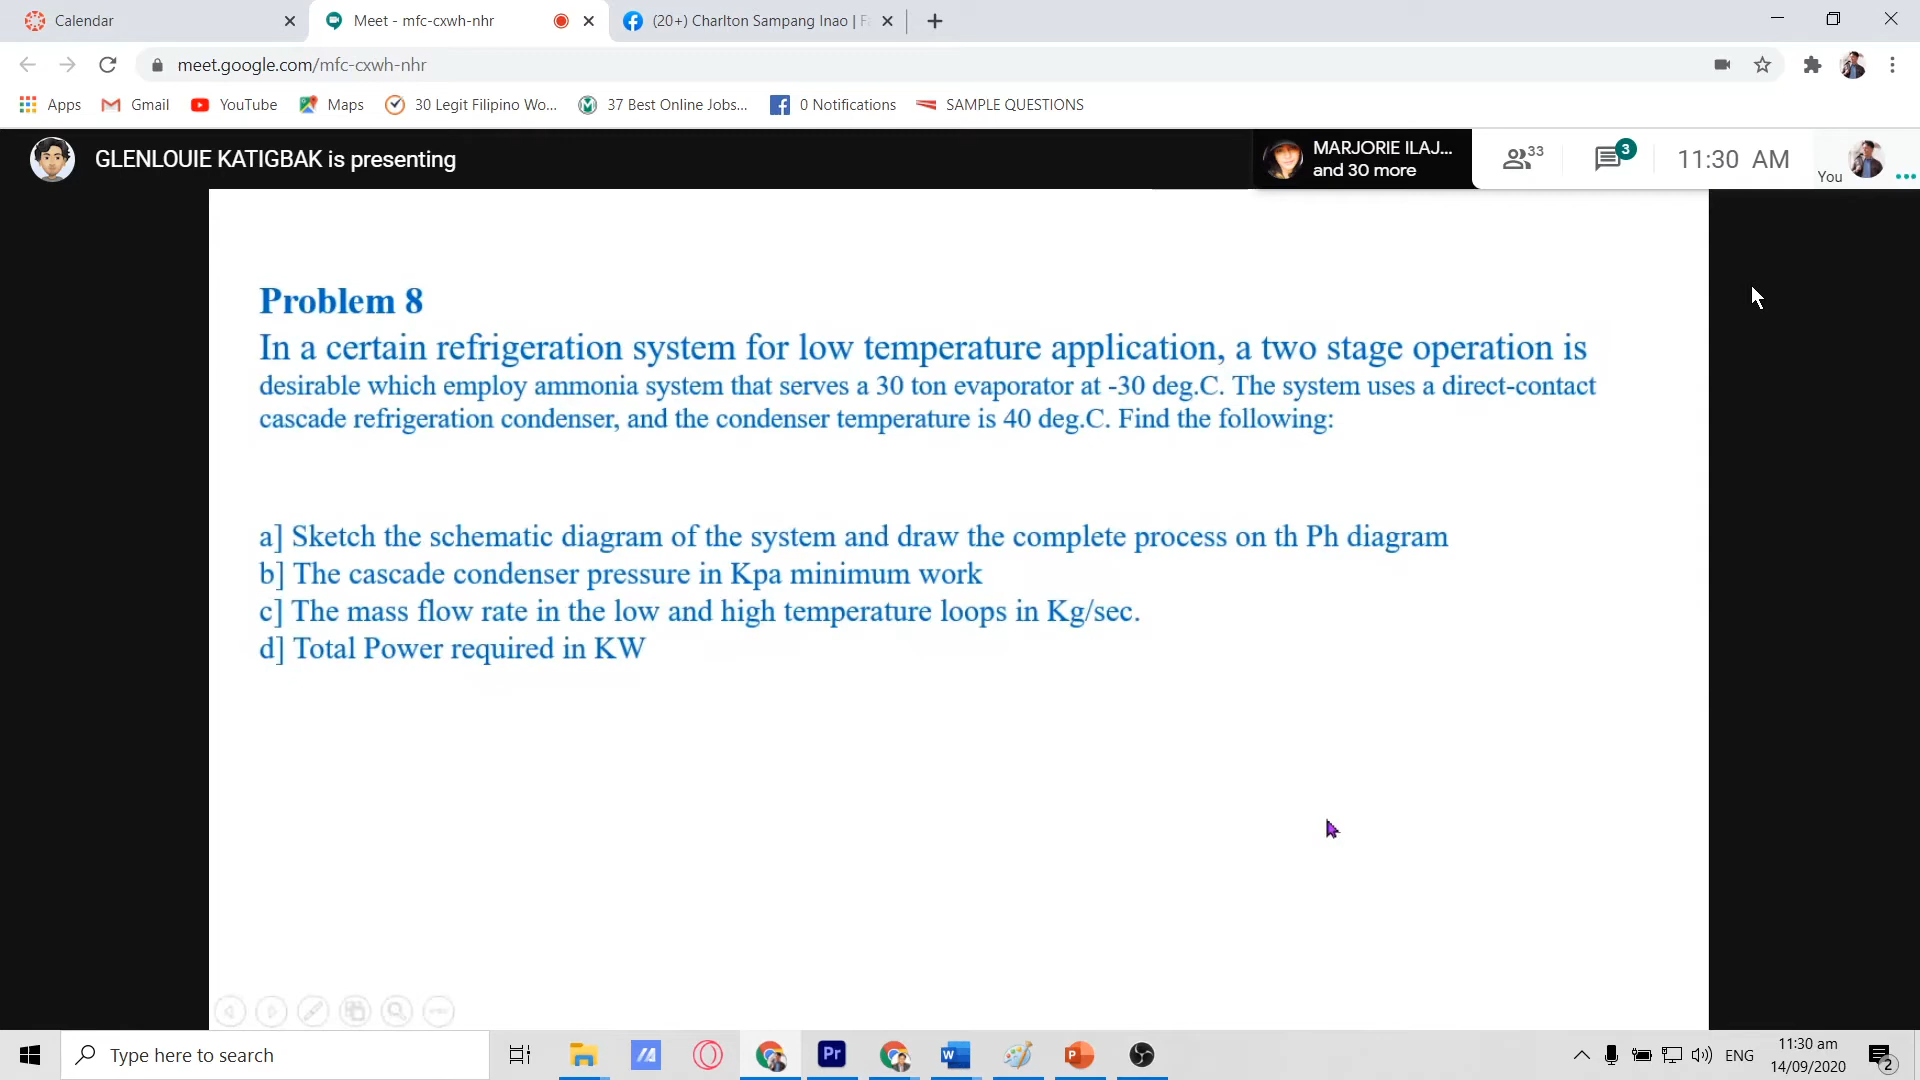 Calendar
Meet - mfc-cxwh-nhr
(20+) Charlton Sampang Inao | F
meet.google.com/mfc-cxwh-nhr
Apps
Gmail
YouTube
Maps
30 Legit Filipino Wo...
37 Best Online Jobs...
0 Notifications
SAMPLE QUESTIONS
GLENLOUIE KATIGBAK is presenting
MARJORIE ILAJ...
and 30 more
33
3
11:30 AM
You
Problem 8
In a certain refrigeration system for low temperature application, a two stage operation is
desirable which employ ammonia system that serves a 30 ton evaporator at -30 deg.C. The system uses a direct-contact
cascade refrigeration condenser, and the condenser temperature is 40 deg.C. Find the following:
a] Sketch the schematic diagram of the system and draw the complete process on th Ph diagram
b] The cascade condenser pressure in Kpa minimum work
c] The mass flow rate in the low and high temperature loops in Kg/sec.
d] Total Power required in KW
Type here to search
Pr
W
P
ENG
11:30 am
14/09/2020
2